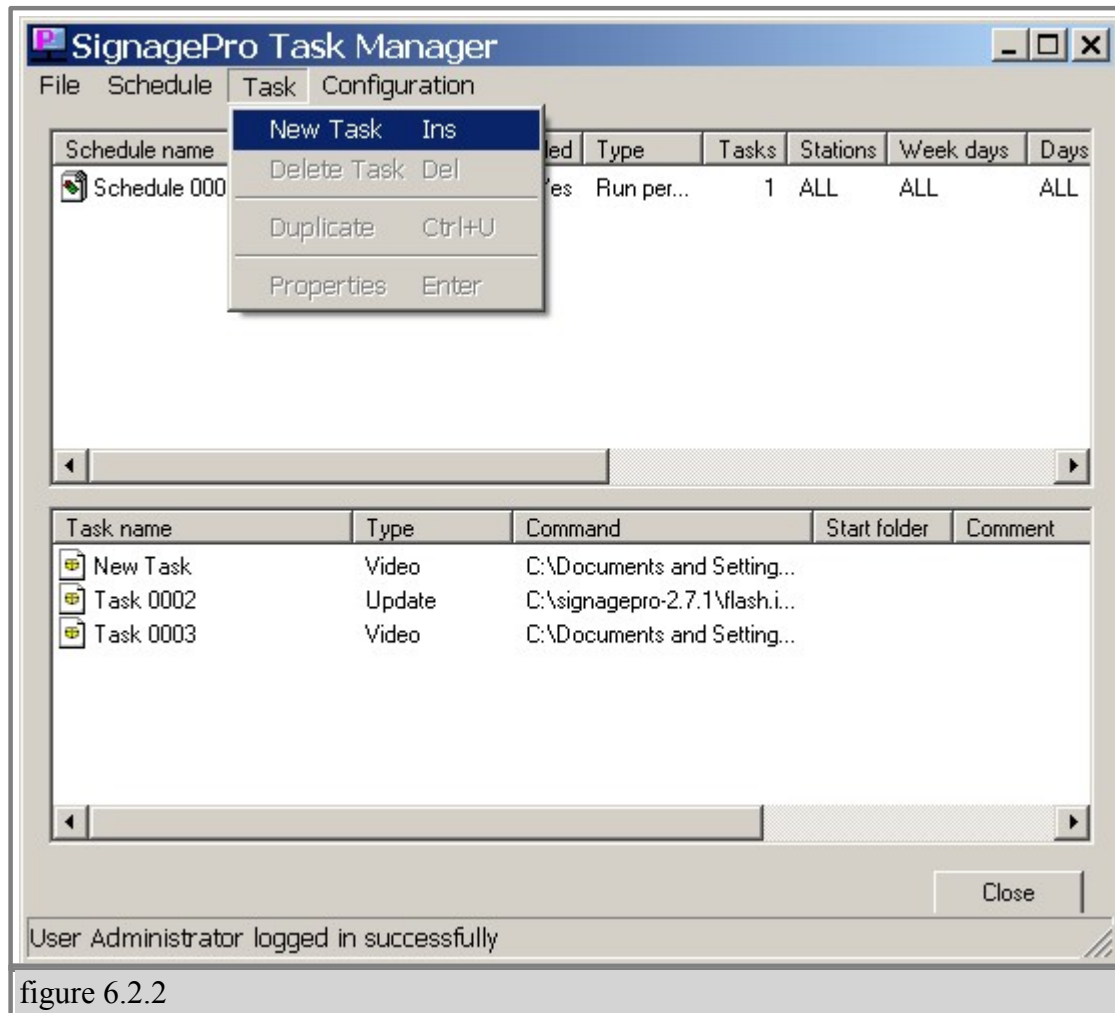 SignagePro Task Manager
File Schedule Task Configuration
New Task Ins
Delete Task Del
Duplicate Ctrl+U
Properties Enter
Schedule name led Type Tasks Stations Week days Days
Schedule 000 'es Run per... 1 ALL ALL ALL
Task name Type Command Start folder Comment
New Task Video C:\Documents and Setting...
Task 0002 Update C:\signagepro-2.7.1\flash.i...
Task 0003 Video C:\Documents and Setting...
Close
User Administrator logged in successfully
figure 6.2.2